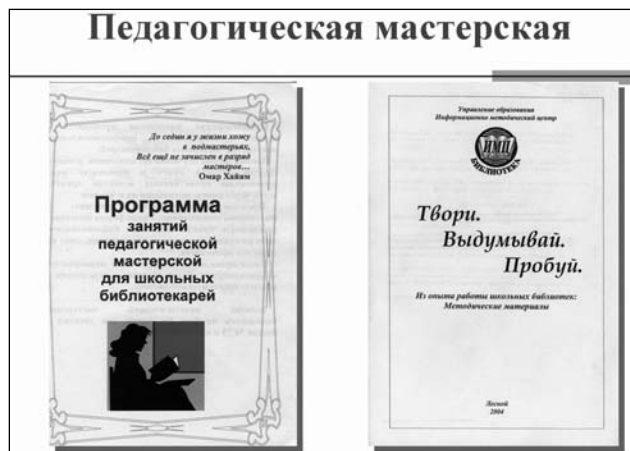 Педагогическая мастерская
До седин я у жизни хожу
в подмастерьях,
Всё ещё не зачислен в разряд
мастеров...
Омар Хайям
Программа
занятий
педагогической
мастерской
для школьных
библиотекарей
Управление образования
Информационно методический центр
ИМЦ
БИБЛИОТЕКА
Твори.
Выдумывай.
Пробуй.
Из опыта работы школьных библиотек:
Методические материалы
Лесной
2004